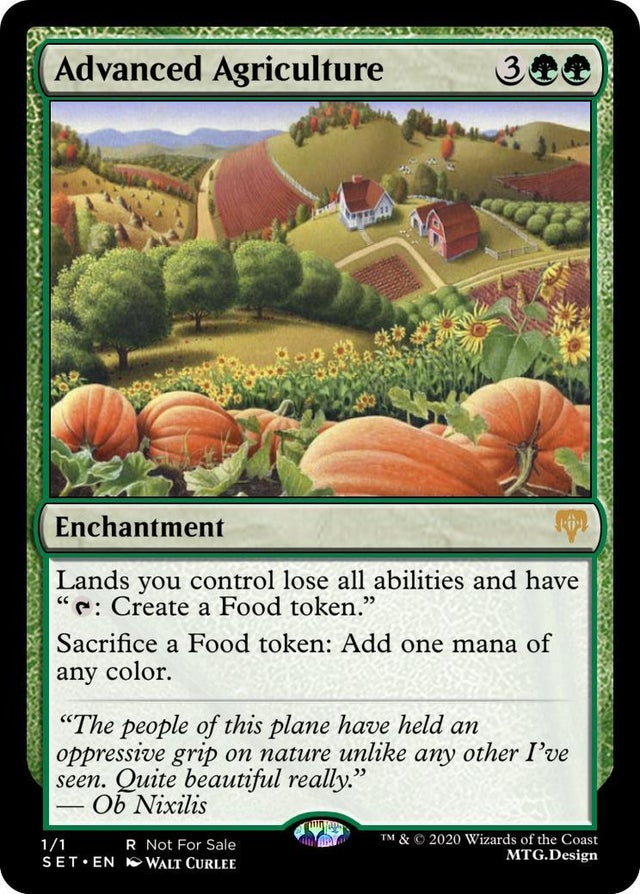 Advanced Agriculture 3
Enchantment
Lands you control lose all abilities and have
“: Create a Food token.”
Sacrifice a Food token: Add one mana of
any color.
“The people of this plane have held an
oppressive grip on nature unlike any other I’ve
seen. Quite beautiful really.”
— Ob Nixilis
1/1 R Not For Sale ™ & © 2020 Wizards of the Coast
SET • EN Walt Curlee MTG.Design